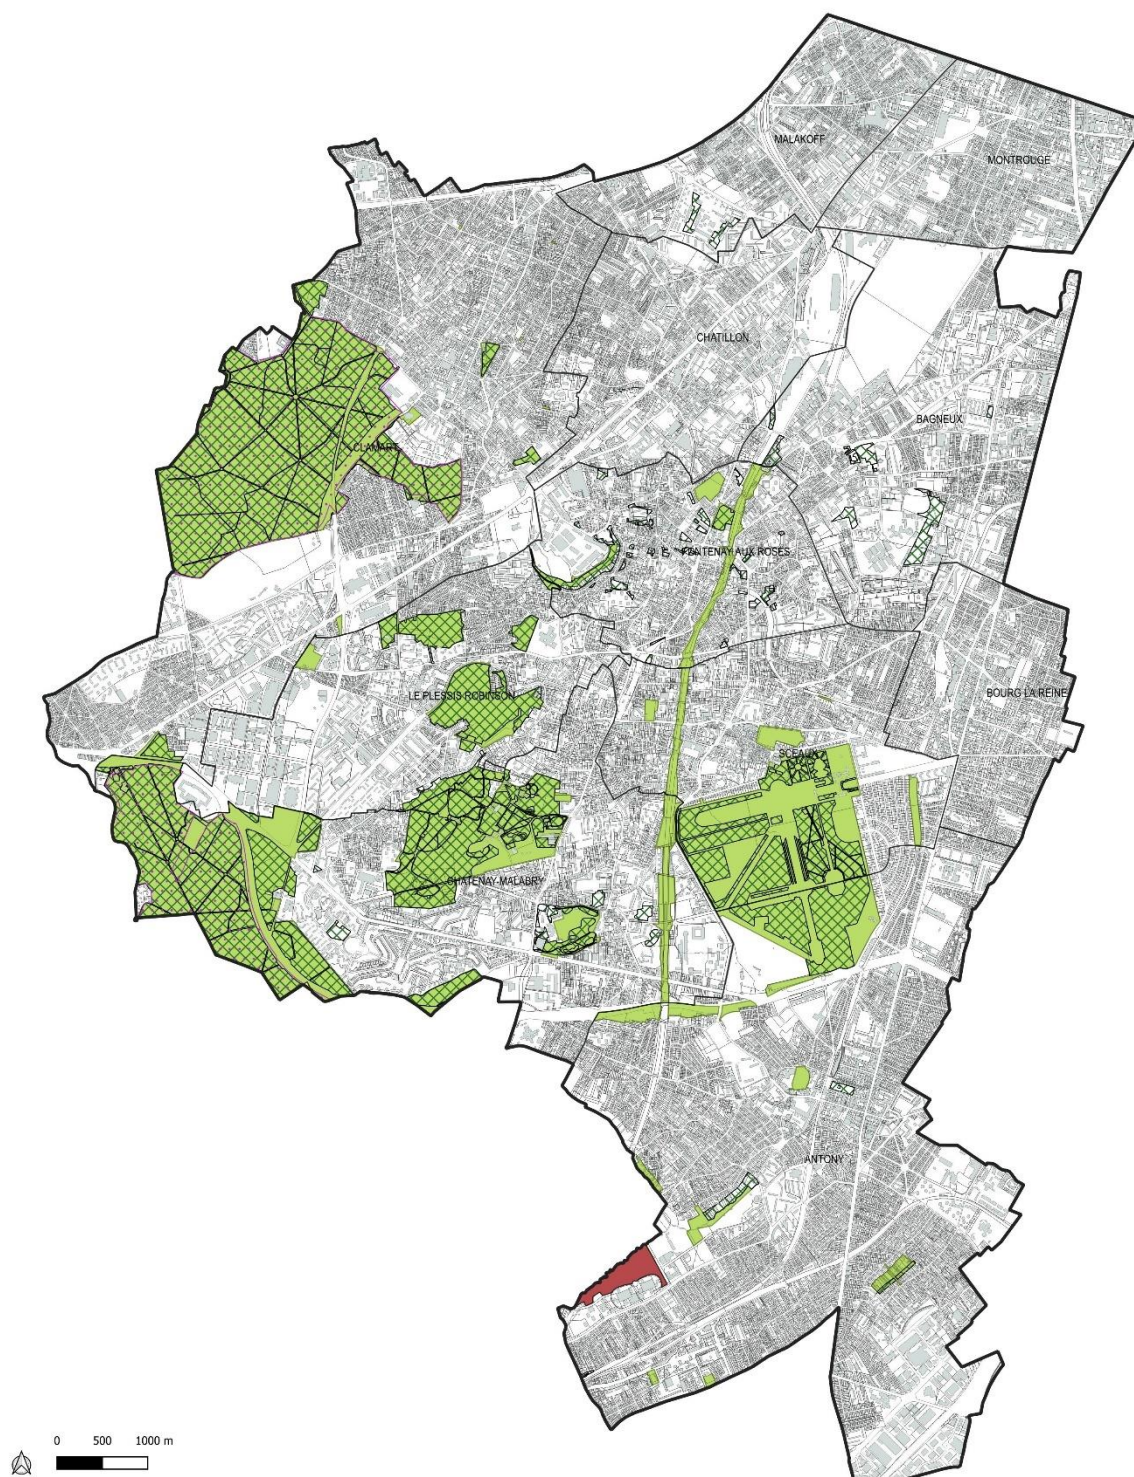 MALAKOFF
MONTROUGE
CHATILLON
BAGNEUX
CLAMART
FONTENAY AUX ROSES
LE PLESSIS ROBINSON
BOURG LA REINE
SCEAUX
CHATENAY MALABRY
ANTONY
0 500 1000 m